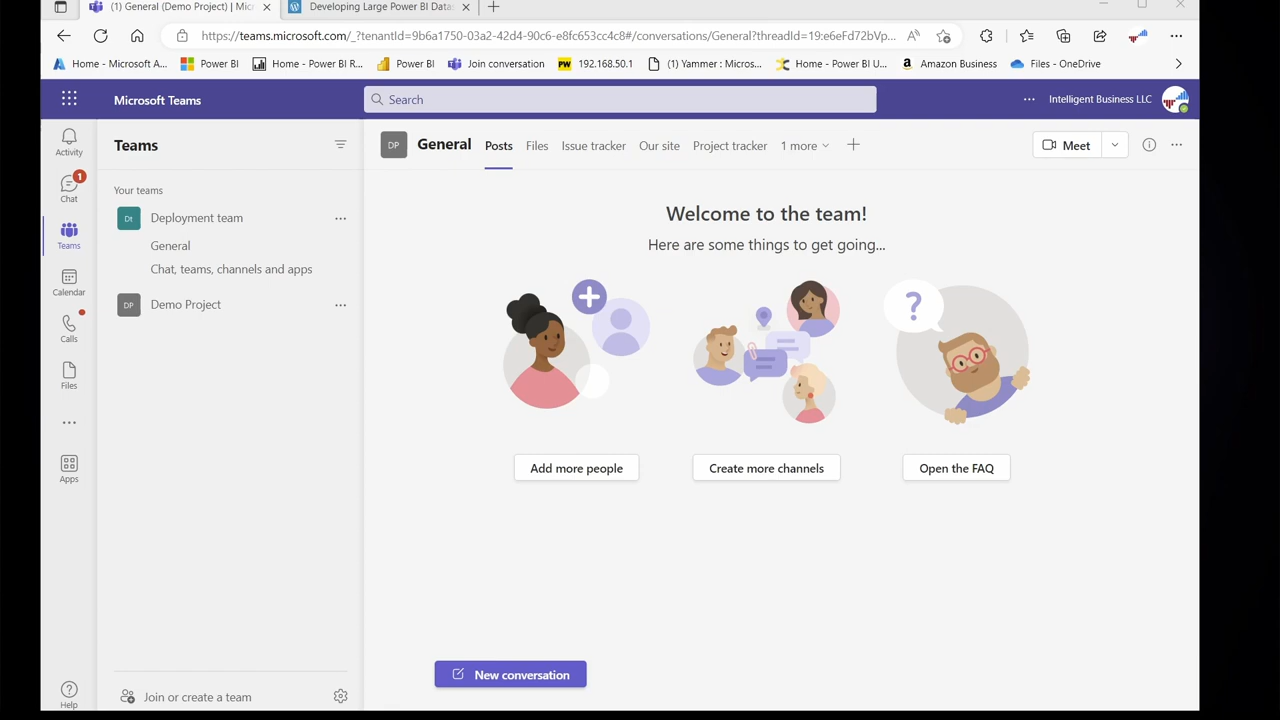 (1) General (Demo Project) | Micr
Developing Large Power BI Datas
https://teams.microsoft.com/_?tenantId=9b6a1750-03a2-42d4-90c6-e8fc653cc4c8#/conversations/General?threadId=19:e6eFd72bVp...
Home - Microsoft A... Power BI Home - Power BI R... Power BI Join conversation PW 192.168.50.1 (1) Yammer : Micros... Home - Power BI U... Amazon Business Files - OneDrive
Microsoft Teams
Search
Intelligent Business LLC
Activity
1
Chat
Teams
Calendar
Calls
Files
Apps
Help
Teams
Your teams
Dt Deployment team
General
Chat, teams, channels and apps
DP Demo Project
Join or create a team
DP General Posts Files Issue tracker Our site Project tracker 1 more
Meet
Welcome to the team!
Here are some things to get going...
?
Add more people Create more channels Open the FAQ
New conversation